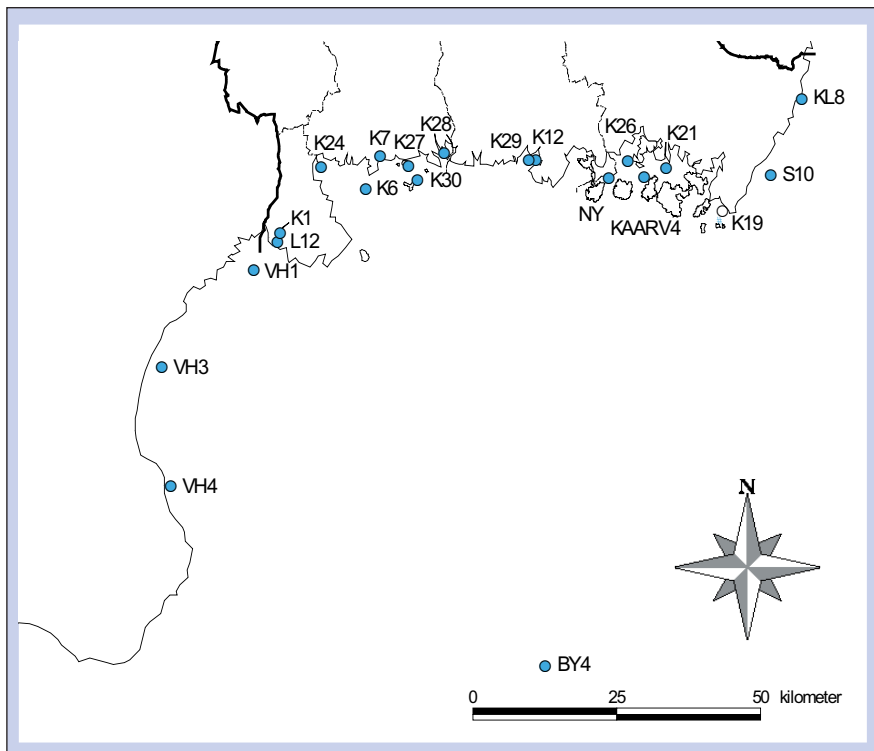 KL8
K28
K26
K7
K27
K29
K12
K21
K24
S10
K6
K30
NY
KAARV4
K19
K1
L12
VH1
VH3
VH4
N
BY4
0
25
50
kilometer